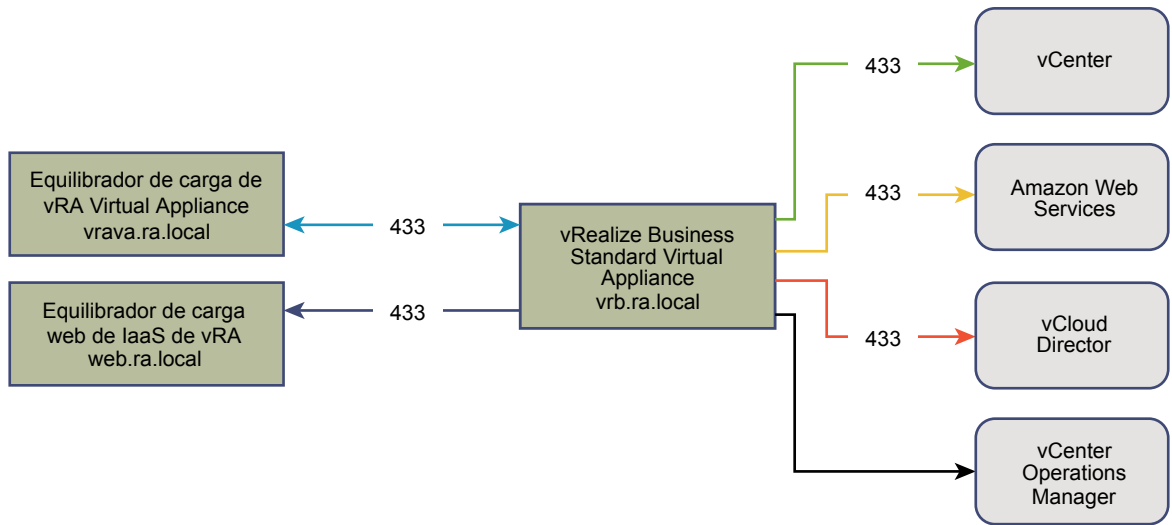 Equilibrador de carga de
vRA Virtual Appliance
vrava.ra.local
433
Equilibrador de carga
web de IaaS de vRA
web.ra.local
433
vRealize Business
Standard Virtual
Appliance
vrb.ra.local
433
vCenter
433
Amazon Web
Services
433
vCloud
Director
vCenter
Operations
Manager